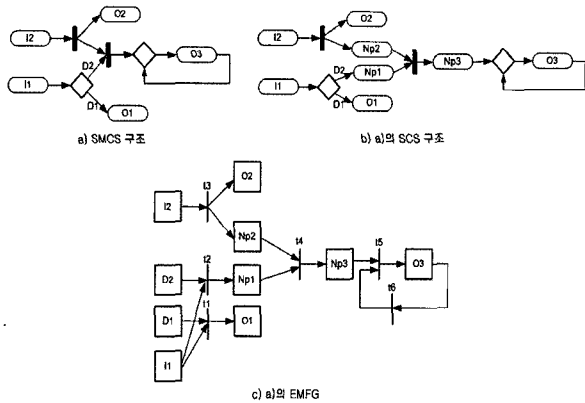 O2
I2
D2
O3
I1
D1
O1
a) SMCS 구조
O2
I2
Np2
D2
Np1
Np3
O3
I1
D1
O1
b) a)의 SCS 구조
O2
t3
I2
Np2
t4
t5
t2
Np3
O3
D2
Np1
t6
t1
D1
O1
I1
c) a)의 EMFG